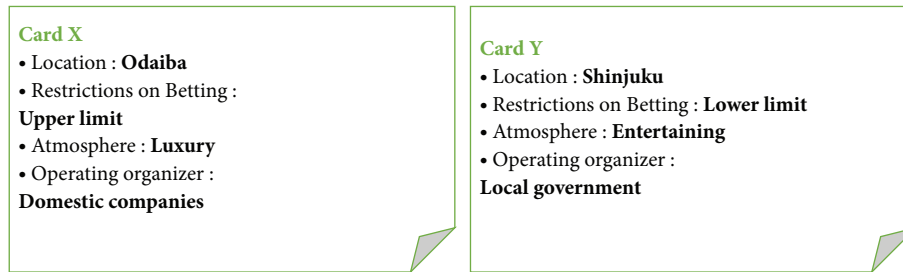 Card X
• Location : Odaiba
• Restrictions on Betting :
Upper limit
• Atmosphere : Luxury
• Operating organizer :
Domestic companies
Card Y
• Location : Shinjuku
• Restrictions on Betting : Lower limit
• Atmosphere : Entertaining
• Operating organizer :
Local government